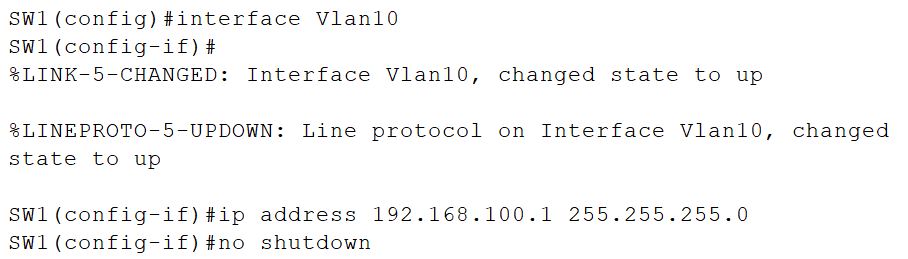 SW1(config)#interface Vlan10
SW1(config-if)#
%LINK-5-CHANGED: Interface Vlan10, changed state to up
%LINEPROTO-5-UPDOWN: Line protocol on Interface Vlan10, changed
state to up
SW1(config-if)#ip address 192.168.100.1 255.255.255.0
SW1(config-if)#no shutdown